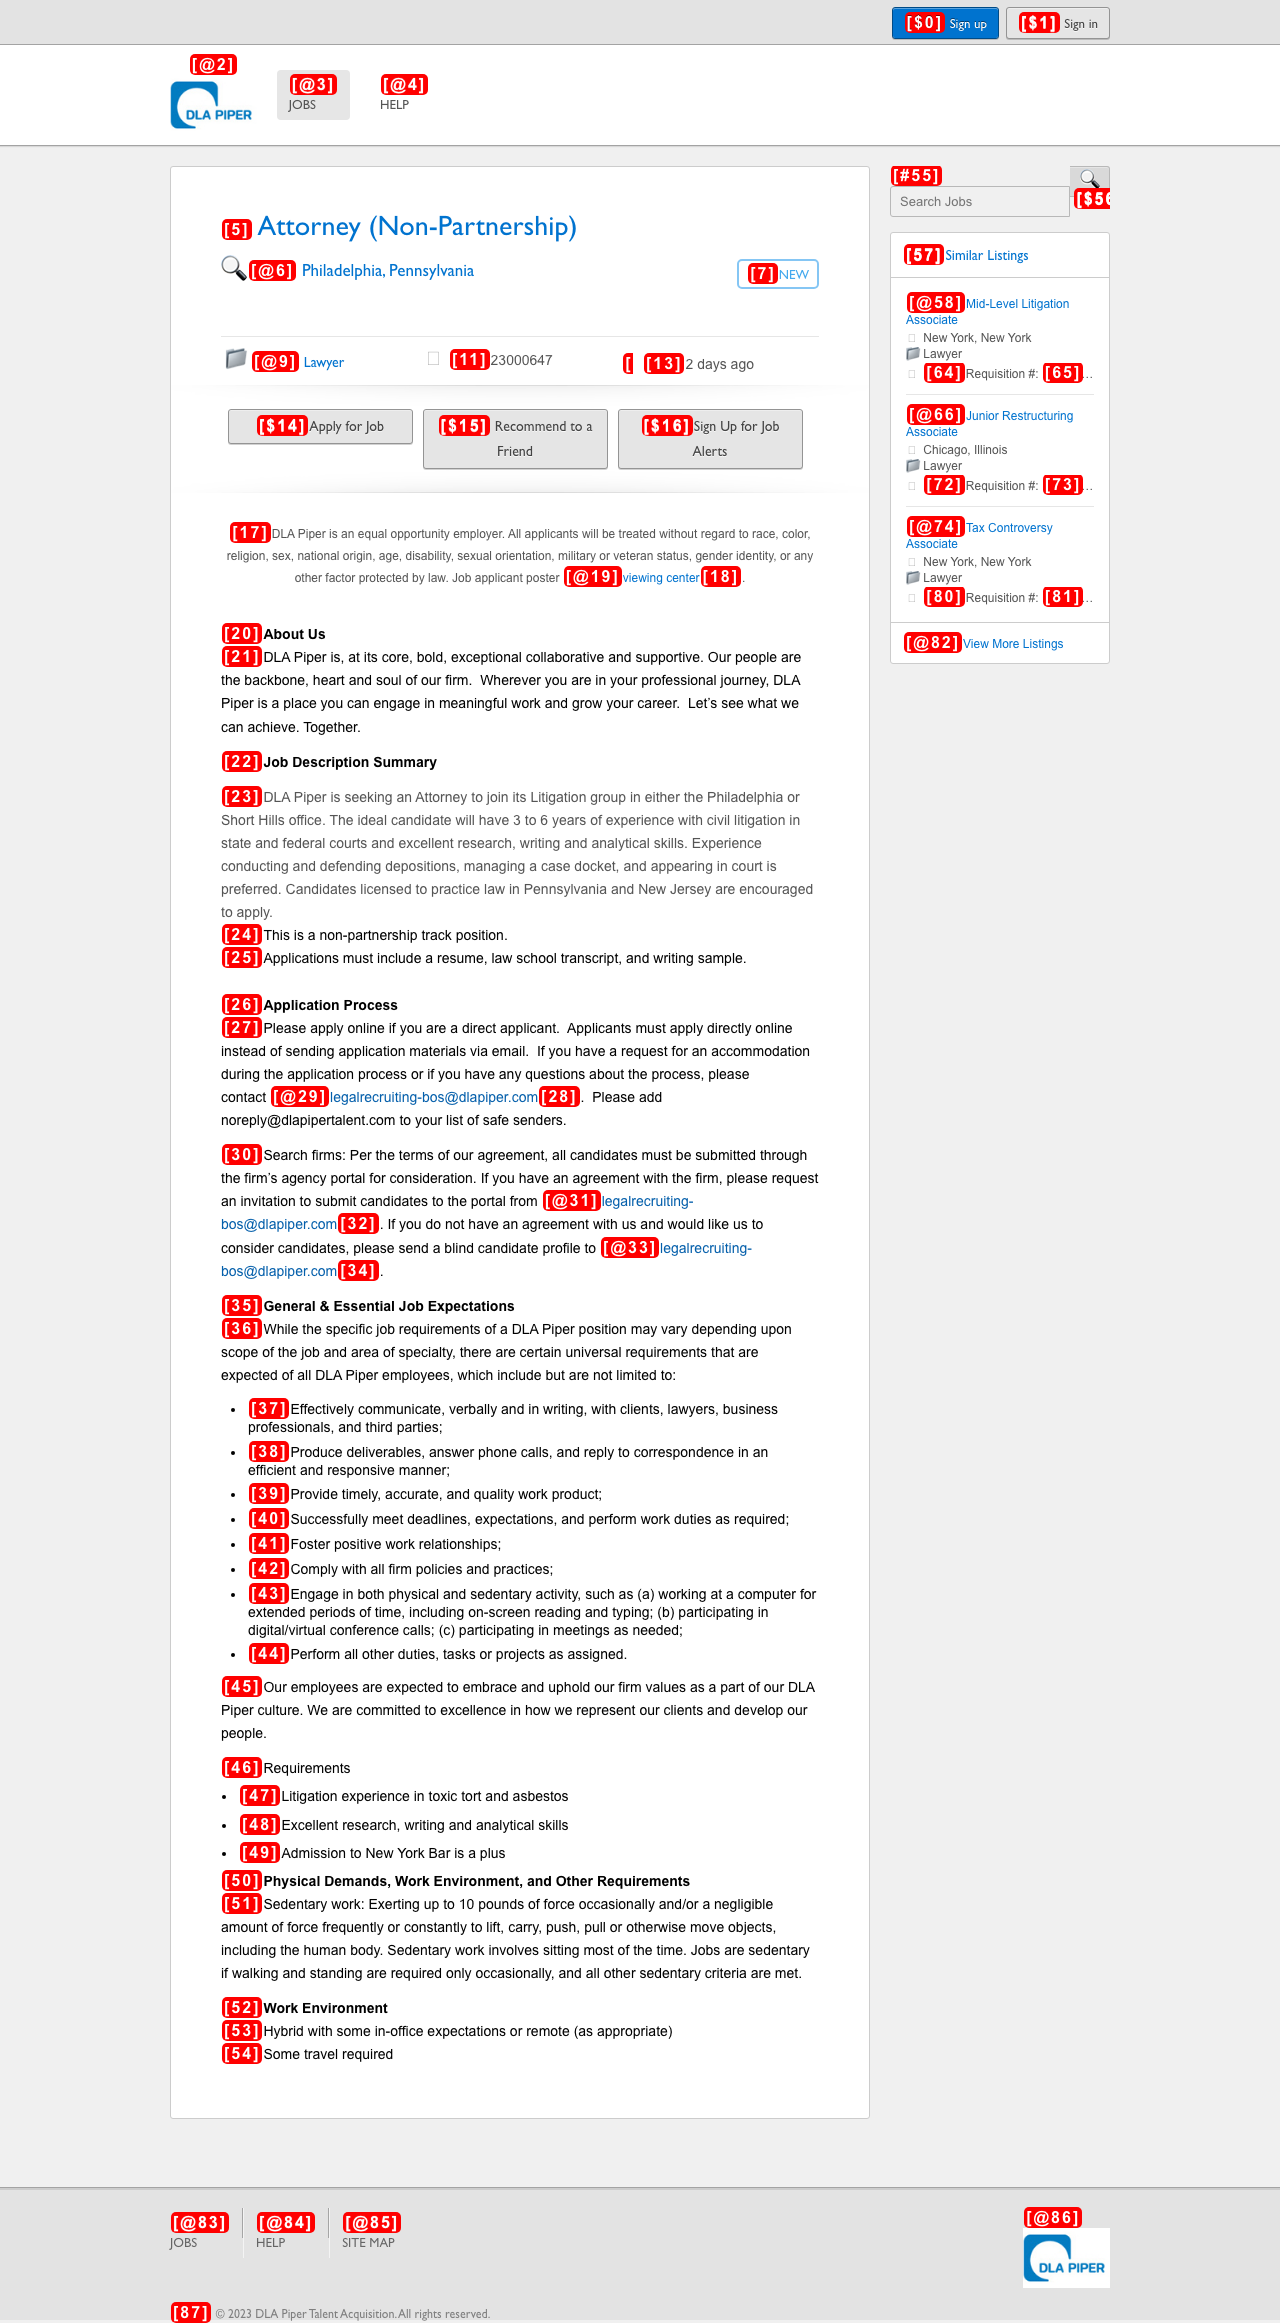 [$0] Sign up
[$1] Sign in
[@2]
DLA PIPER
[@3]
JOBS
[@4]
HELP
[5] Attorney (Non-Partnership)
[@6] Philadelphia, Pennsylvania
[7] NEW
[@9] Lawyer
[11] 23000647
[ [13] 2 days ago
[$14] Apply for Job
[$15] Recommend to a
Friend
[$16] Sign Up for Job
Alerts
[17] DLA Piper is an equal opportunity employer. All applicants will be treated without regard to race, color,
religion, sex, national origin, age, disability, sexual orientation, military or veteran status, gender identity, or any
other factor protected by law. Job applicant poster [@19] viewing center [18].
[20] About Us
[21] DLA Piper is, at its core, bold, exceptional collaborative and supportive. Our people are
the backbone, heart and soul of our firm.  Wherever you are in your professional journey, DLA
Piper is a place you can engage in meaningful work and grow your career.  Let’s see what we
can achieve. Together.
[22] Job Description Summary
[23] DLA Piper is seeking an Attorney to join its Litigation group in either the Philadelphia or
Short Hills office. The ideal candidate will have 3 to 6 years of experience with civil litigation in
state and federal courts and excellent research, writing and analytical skills. Experience
conducting and defending depositions, managing a case docket, and appearing in court is
preferred. Candidates licensed to practice law in Pennsylvania and New Jersey are encouraged
to apply.
[24] This is a non-partnership track position.
[25] Applications must include a resume, law school transcript, and writing sample.
[26] Application Process
[27] Please apply online if you are a direct applicant.  Applicants must apply directly online
instead of sending application materials via email.  If you have a request for an accommodation
during the application process or if you have any questions about the process, please
contact [@29] legalrecruiting-bos@dlapiper.com [28].  Please add
noreply@dlapipertalent.com to your list of safe senders.
[30] Search firms: Per the terms of our agreement, all candidates must be submitted through
the firm’s agency portal for consideration. If you have an agreement with the firm, please request
an invitation to submit candidates to the portal from [@31] legalrecruiting-
bos@dlapiper.com [32]. If you do not have an agreement with us and would like us to
consider candidates, please send a blind candidate profile to [@33] legalrecruiting-
bos@dlapiper.com [34].
[35] General & Essential Job Expectations
[36] While the specific job requirements of a DLA Piper position may vary depending upon
scope of the job and area of specialty, there are certain universal requirements that are
expected of all DLA Piper employees, which include but are not limited to:
• [37] Effectively communicate, verbally and in writing, with clients, lawyers, business
professionals, and third parties;
• [38] Produce deliverables, answer phone calls, and reply to correspondence in an
efficient and responsive manner;
• [39] Provide timely, accurate, and quality work product;
• [40] Successfully meet deadlines, expectations, and perform work duties as required;
• [41] Foster positive work relationships;
• [42] Comply with all firm policies and practices;
• [43] Engage in both physical and sedentary activity, such as (a) working at a computer for
extended periods of time, including on-screen reading and typing; (b) participating in
digital/virtual conference calls; (c) participating in meetings as needed;
• [44] Perform all other duties, tasks or projects as assigned.
[45] Our employees are expected to embrace and uphold our firm values as a part of our DLA
Piper culture. We are committed to excellence in how we represent our clients and develop our
people.
[46] Requirements
• [47] Litigation experience in toxic tort and asbestos
• [48] Excellent research, writing and analytical skills
• [49] Admission to New York Bar is a plus
[50] Physical Demands, Work Environment, and Other Requirements
[51] Sedentary work: Exerting up to 10 pounds of force occasionally and/or a negligible
amount of force frequently or constantly to lift, carry, push, pull or otherwise move objects,
including the human body. Sedentary work involves sitting most of the time. Jobs are sedentary
if walking and standing are required only occasionally, and all other sedentary criteria are met.
[52] Work Environment
[53] Hybrid with some in-office expectations or remote (as appropriate)
[54] Some travel required
[#55]
Search Jobs
[$56
[57] Similar Listings
[@58] Mid-Level Litigation
Associate
New York, New York
Lawyer
[64] Requisition #: [65]...
[@66] Junior Restructuring
Associate
Chicago, Illinois
Lawyer
[72] Requisition #: [73]...
[@74] Tax Controversy
Associate
New York, New York
Lawyer
[80] Requisition #: [81]...
[@82] View More Listings
[@83]
JOBS
[@84]
HELP
[@85]
SITE MAP
[@86]
DLA PIPER
[87] © 2023 DLA Piper Talent Acquisition. All rights reserved.